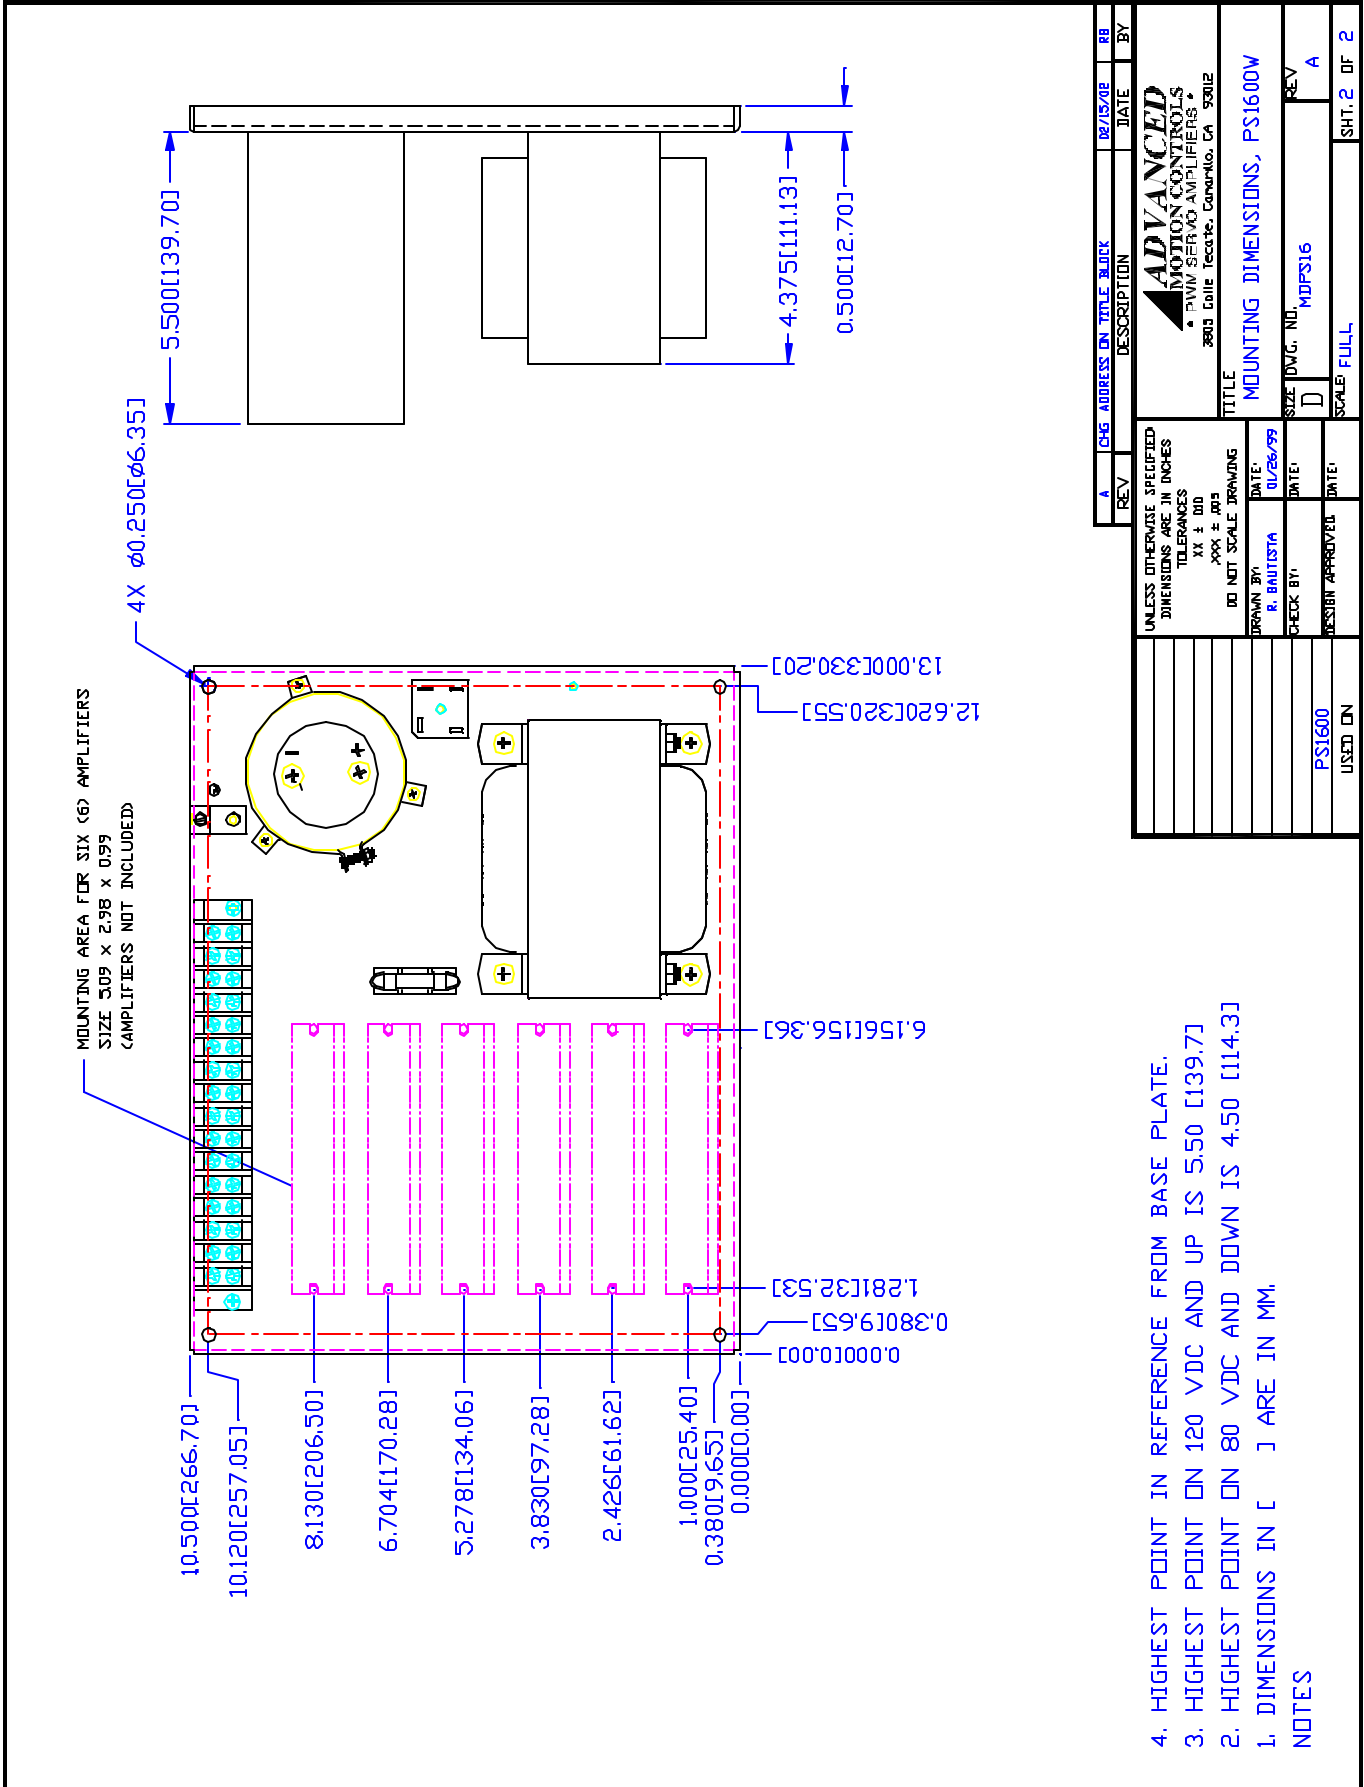 MOUNTING AREA FOR SIX (6) AMPLIFIERS
SIZE 5.09 x 2.98 x 0.99
(AMPLIFIERS NOT INCLUDED)
4X ⌀0.250[⌀6.35]
5.500[139.70]
4.375[111.13]
0.500[12.70]
13.000[330.20]
12.620[320.55]
6.156[156.36]
1.281[32.53]
0.380[9.65]
0.000[0.00]
10.500[266.70]
10.120[257.05]
8.130[206.50]
6.704[170.28]
5.278[134.06]
3.830[97.28]
2.426[61.62]
1.000[25.40]
0.380[9.65]
0.000[0.00]
4. HIGHEST POINT IN REFERENCE FROM BASE PLATE.
3. HIGHEST POINT ON 120 VDC AND UP IS 5.50 [139.7]
2. HIGHEST POINT ON 80 VDC AND DOWN IS 4.50 [114.3]
1. DIMENSIONS IN [ ] ARE IN MM.
NOTES
A CHG ADDRESS ON TITLE BLOCK 02/15/02 RB
REV DESCRIPTION DATE BY
PS1600
USED ON
UNLESS OTHERWISE SPECIFIED:
DIMENSIONS ARE IN INCHES
TOLERANCES
.XX ± .010
.XXX ± .005
DO NOT SCALE DRAWING
DRAWN BY: R. BAUTISTA
DATE: 01/26/99
CHECK BY:
DATE:
DESIGN APPROVED:
DATE:
ADVANCED
MOTION CONTROLS
• PWM SERVO AMPLIFIERS •
3805 Calle Tecate, Camarillo, CA 93012
TITLE
MOUNTING DIMENSIONS, PS1600W
SIZE D
DWG. NO. MDPS16
REV A
SCALE: FULL
SHT. 2 OF 2